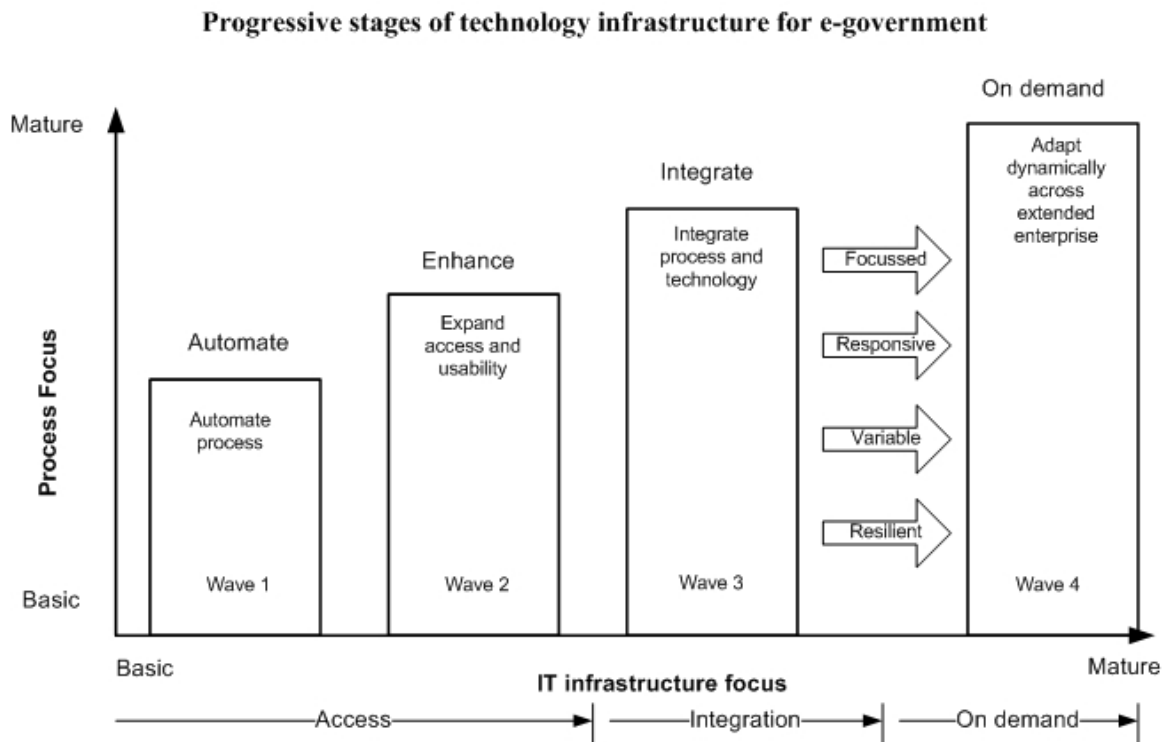 Progressive stages of technology infrastructure for e-government
On demand
Mature
Adapt
dynamically
across
extended
enterprise
Integrate
Integrate
process and
technology
Focussed
Enhance
Expand
access and
usability
Responsive
Automate
Automate
process
Variable
Resilient
Process Focus
Wave 1
Wave 2
Wave 3
Wave 4
Basic
Basic
Mature
IT infrastructure focus
Access
Integration
On demand